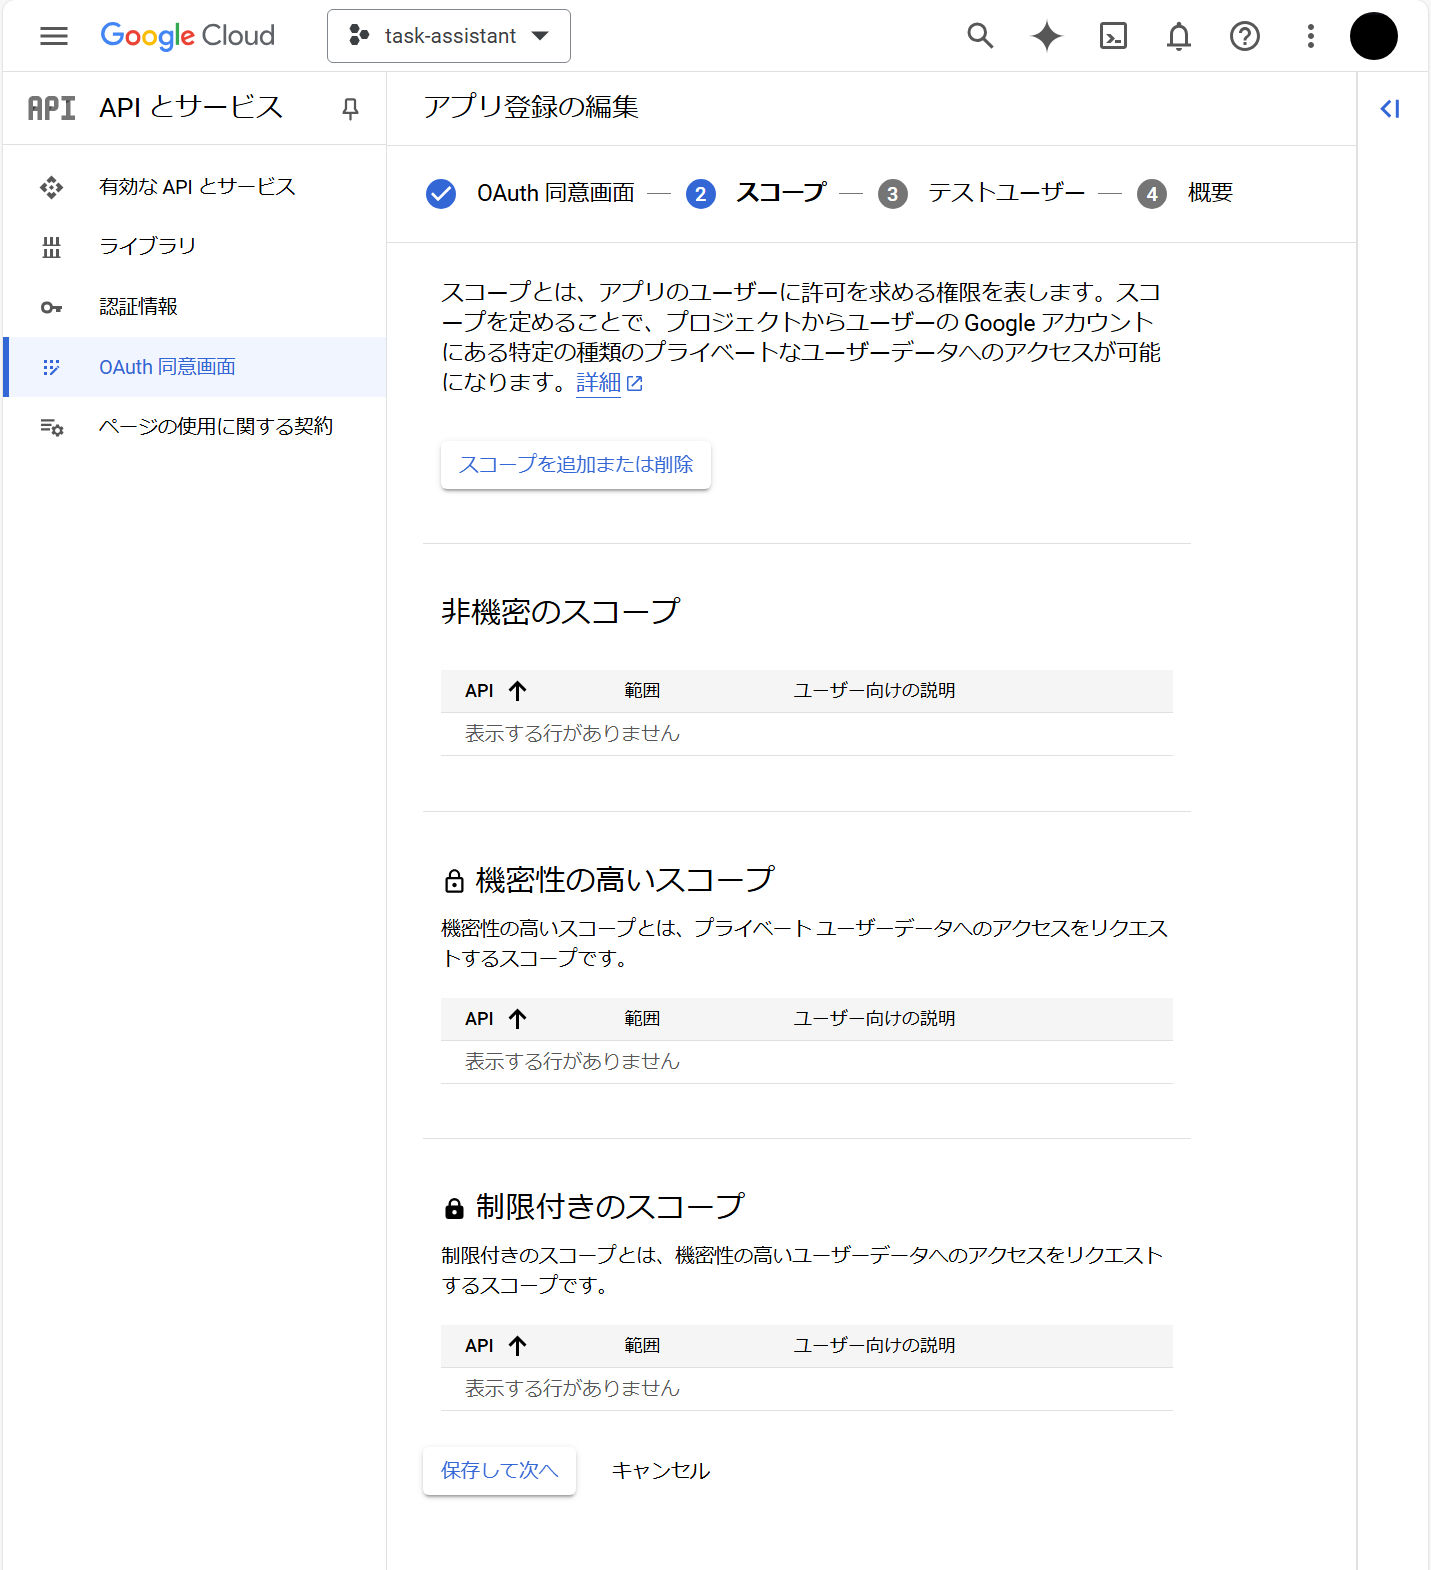 Google Cloud
task-assistant
API API とサービス
アプリ登録の編集
有効な API とサービス
ライブラリ
認証情報
OAuth 同意画面
ページの使用に関する契約
OAuth 同意画面 — 2 スコープ — 3 テストユーザー — 4 概要
スコープとは、アプリのユーザーに許可を求める権限を表します。スコ
ープを定めることで、プロジェクトからユーザーの Google アカウント
にある特定の種類のプライベートなユーザーデータへのアクセスが可能
になります。詳細
スコープを追加または削除
非機密のスコープ
API 範囲 ユーザー向けの説明
表示する行がありません
機密性の高いスコープ
機密性の高いスコープとは、プライベート ユーザーデータへのアクセスをリクエス
トするスコープです。
API 範囲 ユーザー向けの説明
表示する行がありません
制限付きのスコープ
制限付きのスコープとは、機密性の高いユーザーデータへのアクセスをリクエスト
するスコープです。
API 範囲 ユーザー向けの説明
表示する行がありません
保存して次へ キャンセル